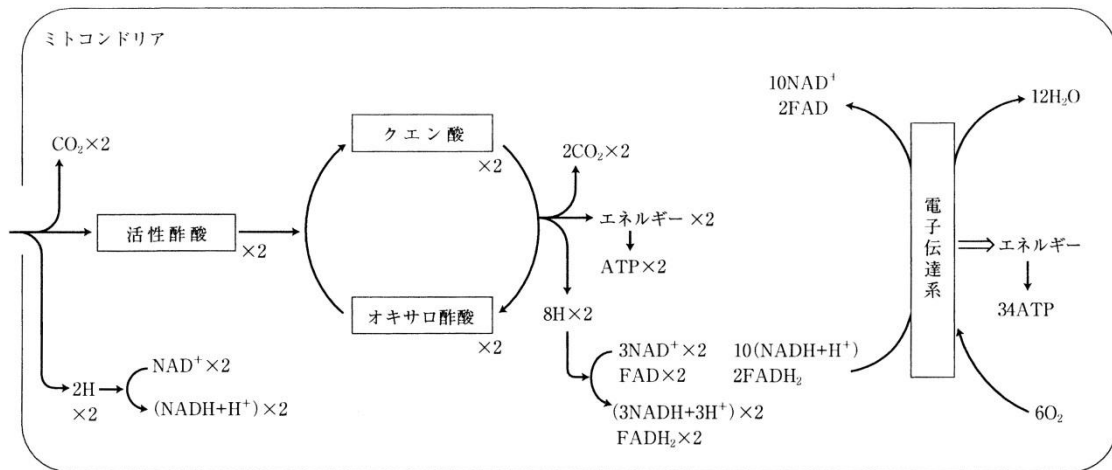 ミトコンドリア
CO₂×2
活性酢酸
×2
2H
×2
NAD⁺×2
(NADH+H⁺)×2
クエン酸
×2
オキサロ酢酸
×2
2CO₂×2
エネルギー ×2
ATP×2
8H×2
3NAD⁺×2
FAD×2
(3NADH+3H⁺)×2
FADH₂×2
10NAD⁺
2FAD
10(NADH+H⁺)
2FADH₂
電子伝達系
12H₂O
エネルギー
34ATP
6O₂